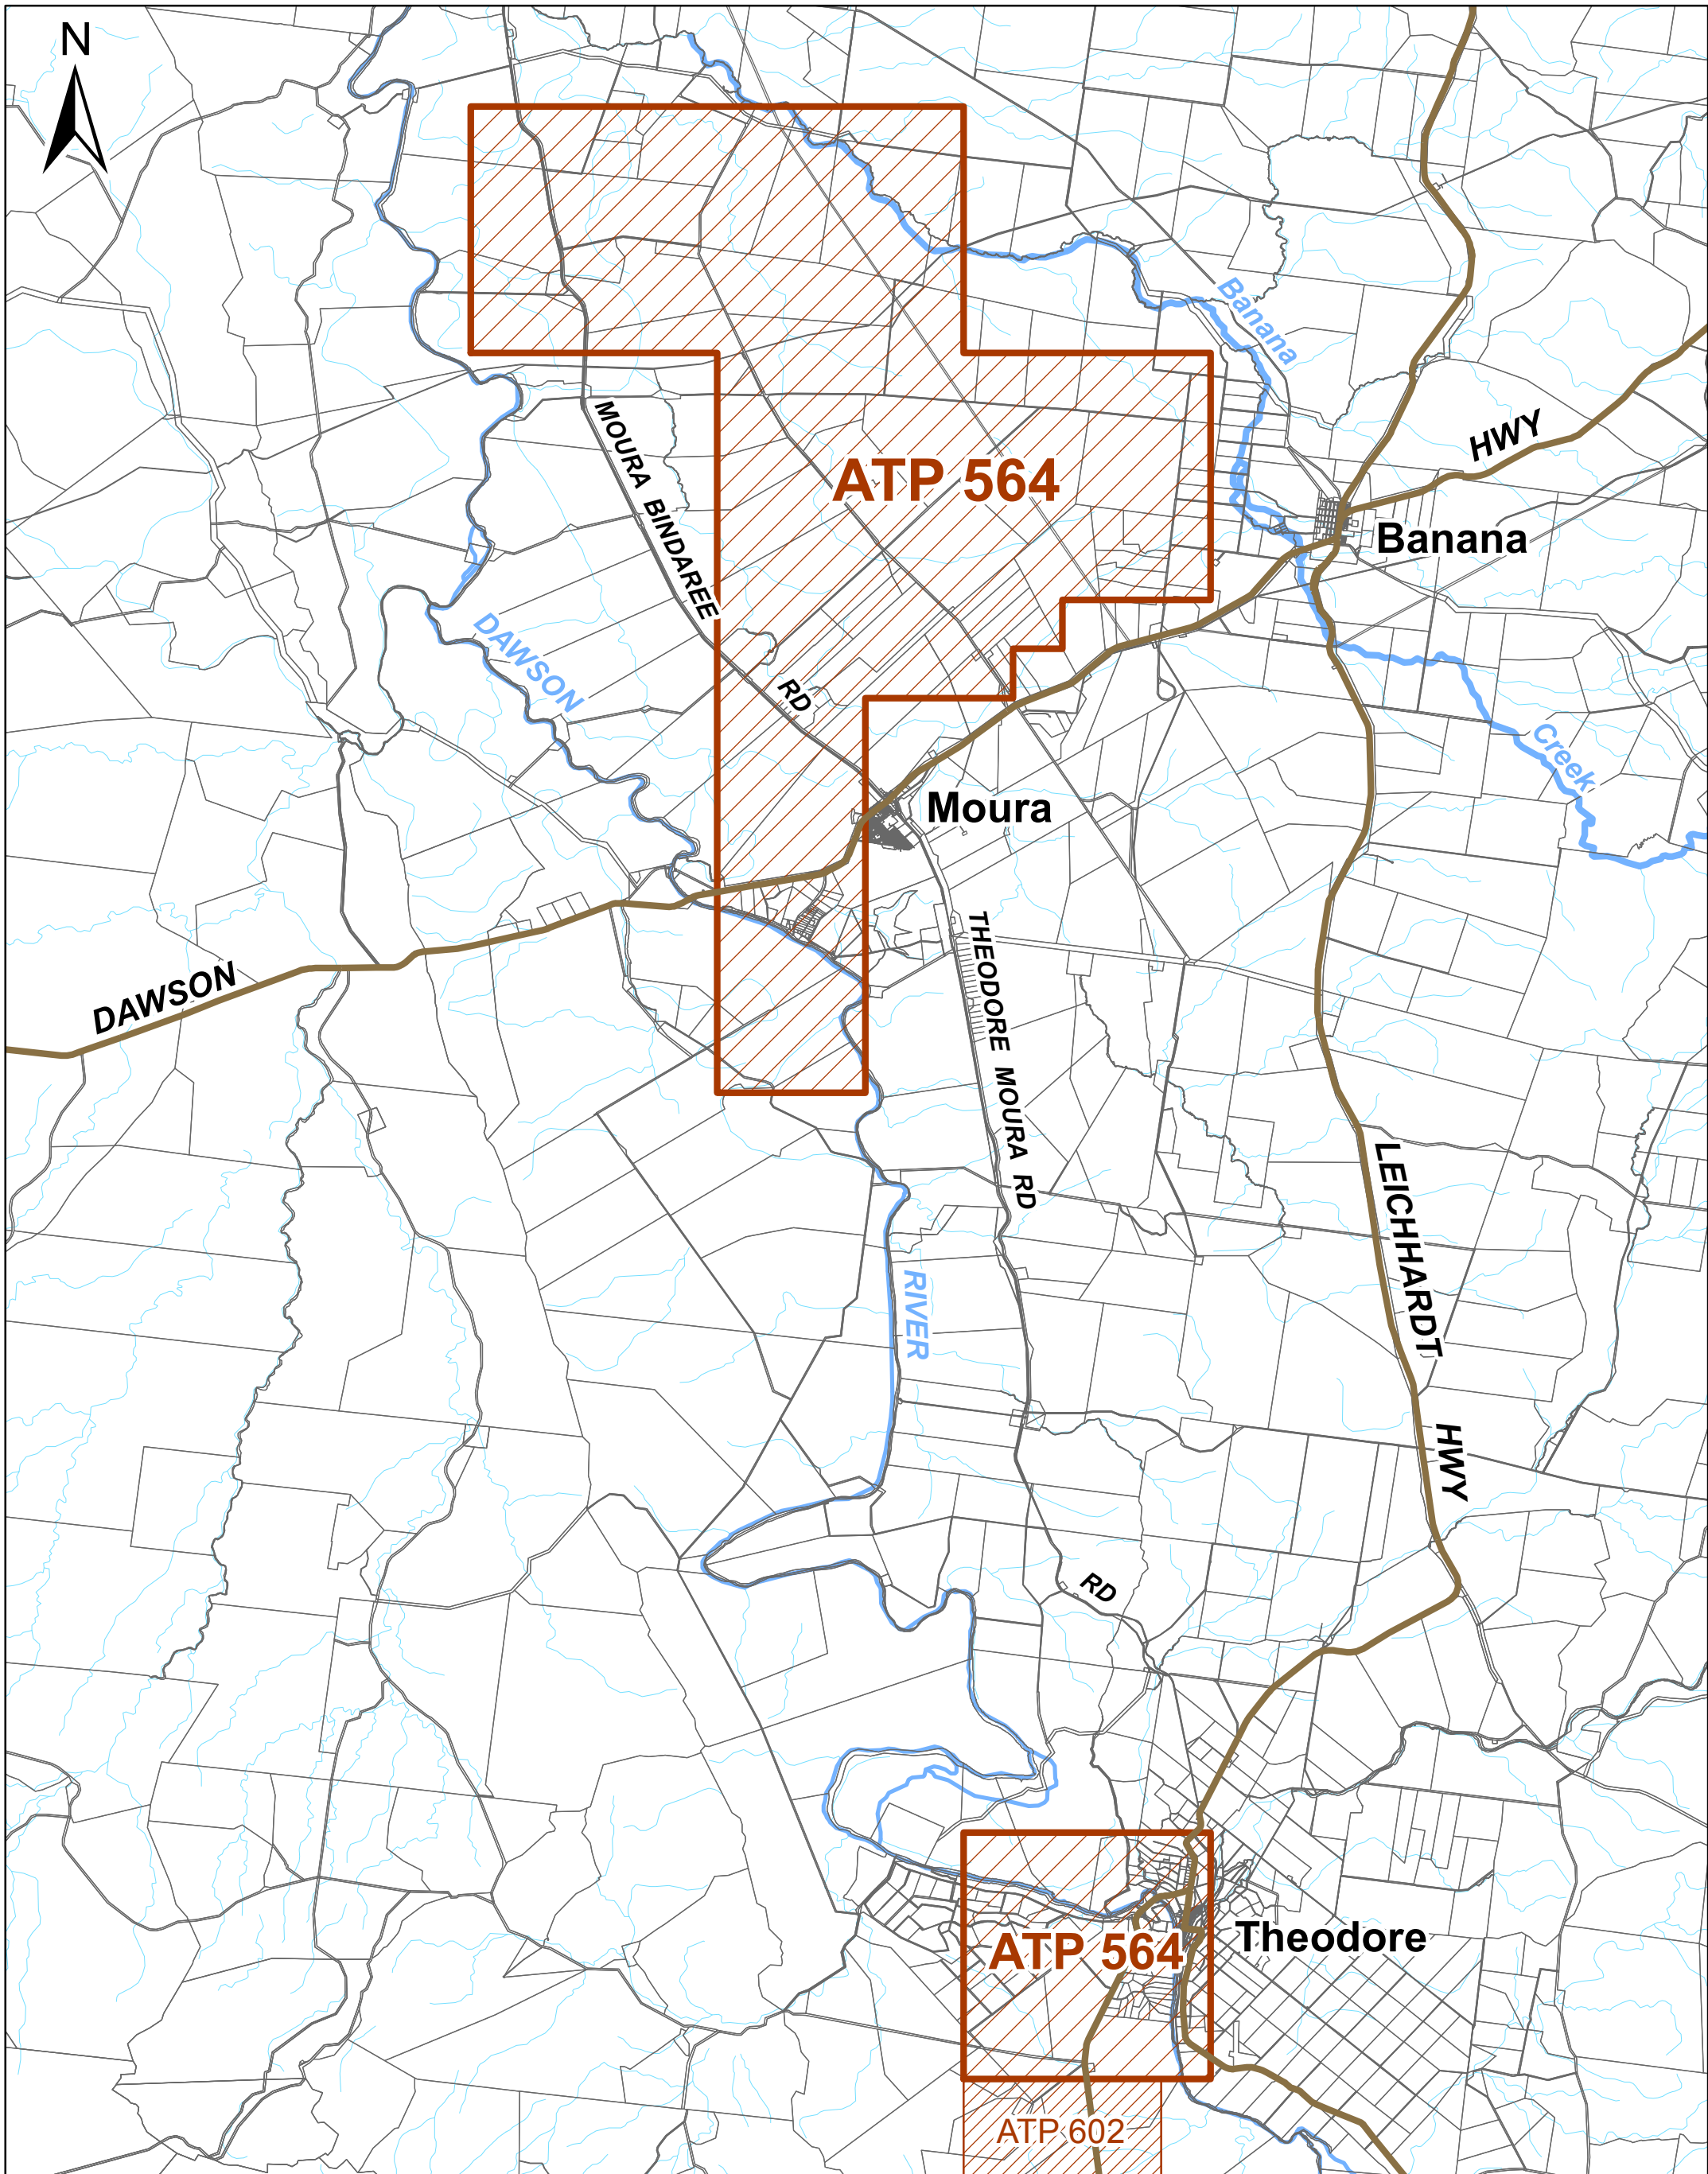 N
Banana
HWY
ATP 564
MOURA BINDAREE
Banana
DAWSON
RD
Creek
Moura
THEODORE MOURA RD
DAWSON
LEICHHARDT
RIVER
HWY
RD
Theodore
ATP 564
ATP 602